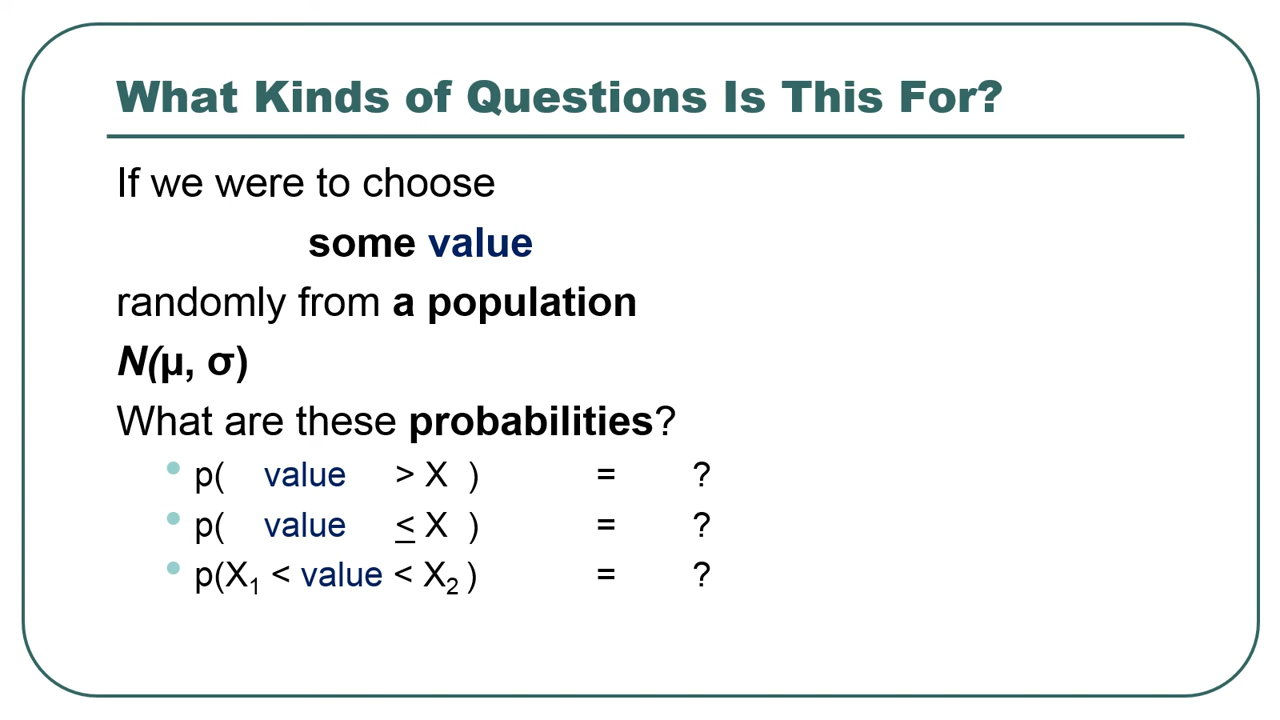 What Kinds of Questions Is This For?
If we were to choose
some value
randomly from a population
N(μ, σ)
What are these probabilities?
• p( value > X ) = ?
• p( value ≤ X ) = ?
• p(X₁ < value < X₂ ) = ?